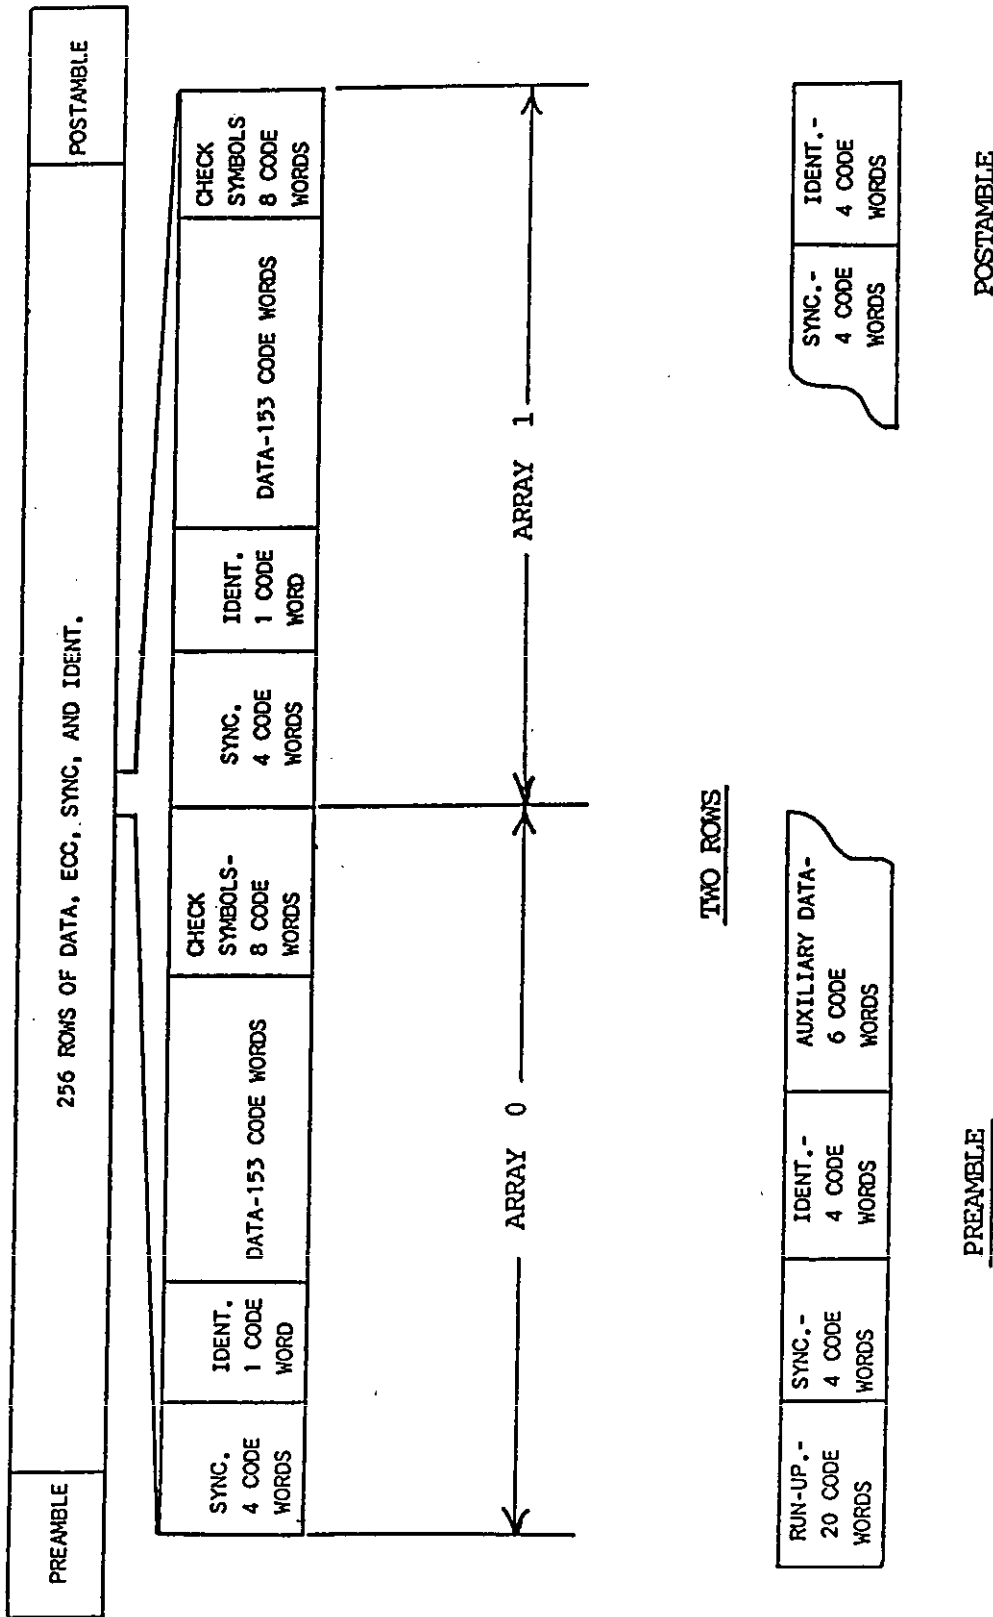 PREAMBLE
256 ROWS OF DATA, ECC, SYNC, AND IDENT.
POSTAMBLE
SYNC.
4 CODE
WORDS
IDENT.
1 CODE
WORD
DATA-153 CODE WORDS
CHECK
SYMBOLS-
8 CODE
WORDS
SYNC.
4 CODE
WORDS
IDENT.
1 CODE
WORD
DATA-153 CODE WORDS
CHECK
SYMBOLS
8 CODE
WORDS
ARRAY 0
ARRAY 1
TWO ROWS
RUN-UP.-
20 CODE
WORDS
SYNC.-
4 CODE
WORDS
IDENT.-
4 CODE
WORDS
AUXILIARY DATA-
6 CODE
WORDS
SYNC.-
4 CODE
WORDS
IDENT.-
4 CODE
WORDS
PREAMBLE
POSTAMBLE